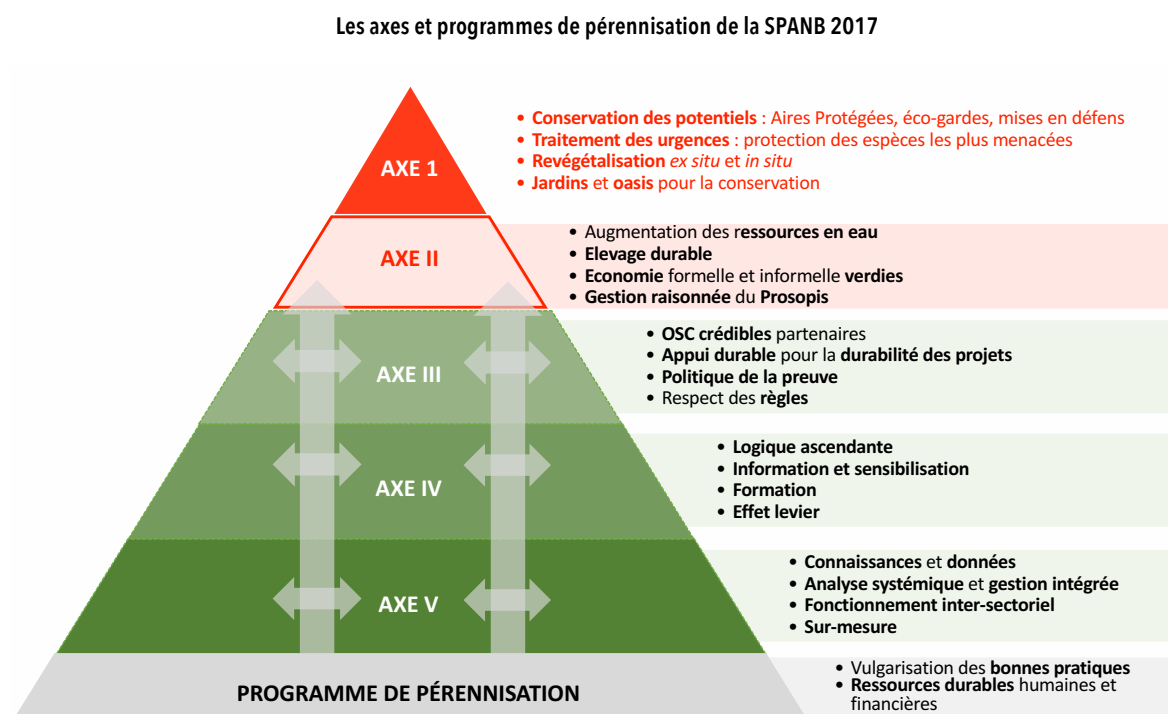 Les axes et programmes de pérennisation de la SPANB 2017
AXE 1
• Conservation des potentiels : Aires Protégées, éco-gardes, mises en défens
• Traitement des urgences : protection des espèces les plus menacées
• Revégétalisation ex situ et in situ
• Jardins et oasis pour la conservation
AXE II
• Augmentation des ressources en eau
• Elevage durable
• Economie formelle et informelle verdies
• Gestion raisonnée du Prosopis
AXE III
• OSC crédibles partenaires
• Appui durable pour la durabilité des projets
• Politique de la preuve
• Respect des règles
AXE IV
• Logique ascendante
• Information et sensibilisation
• Formation
• Effet levier
AXE V
• Connaissances et données
• Analyse systémique et gestion intégrée
• Fonctionnement inter-sectoriel
• Sur-mesure
PROGRAMME DE PÉRENNISATION
• Vulgarisation des bonnes pratiques
• Ressources durables humaines et
financières